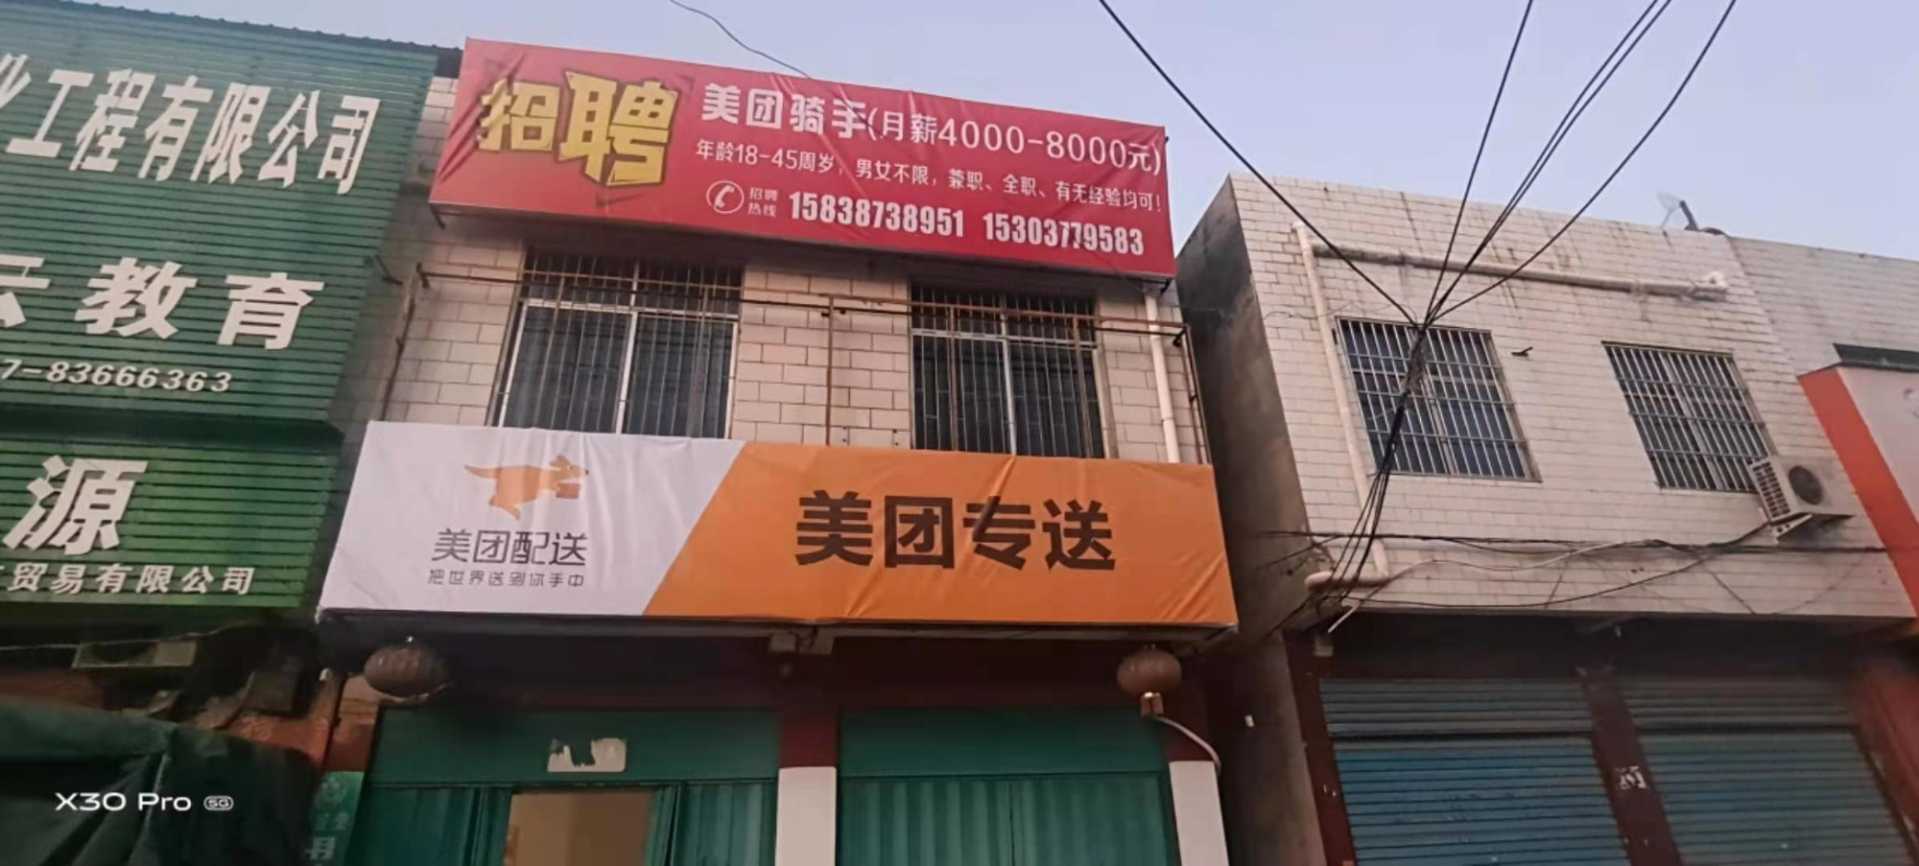 业工程有限公司
云教育
7-83666363
源
贸易有限公司
招聘
美团骑手(月薪4000-8000元)
年龄18-45周岁，男女不限，兼职、全职、有无经验均可!
招聘热线
15838738951 15303779583
美团配送
把世界送到你手中
美团专送
X30 Pro 5G